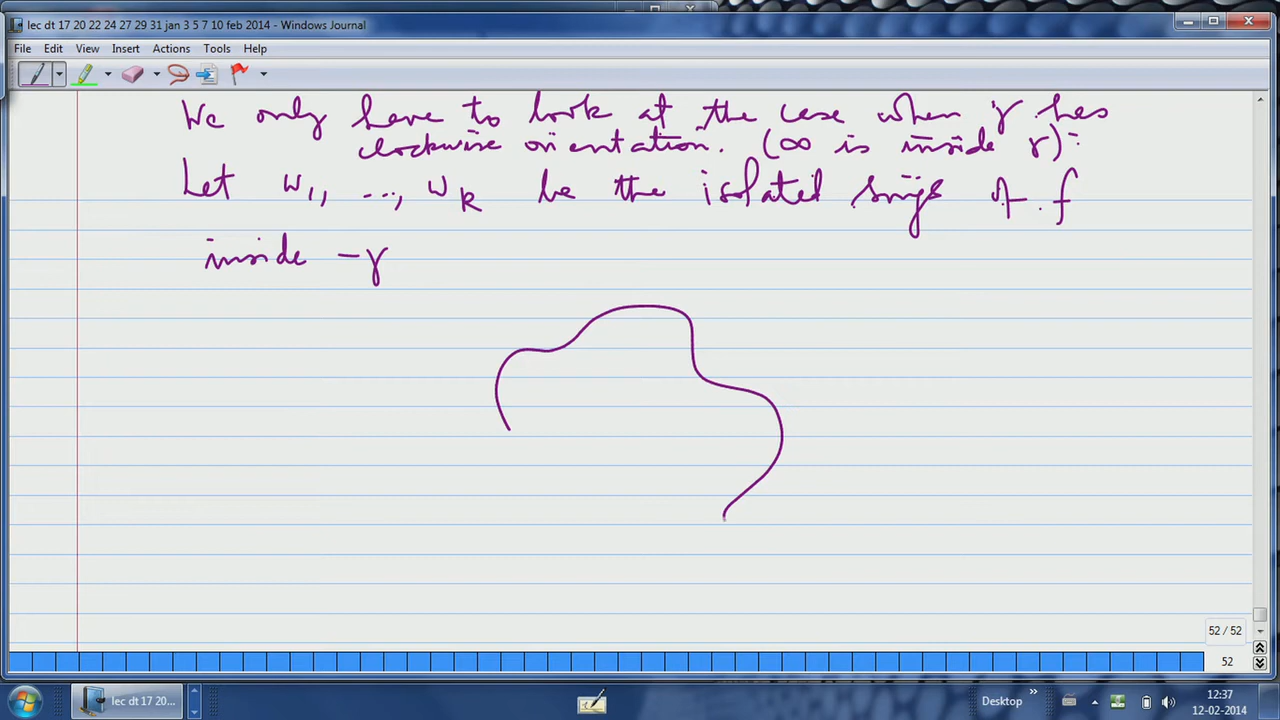 lec dt 17 20 22 24 27 29 31 jan 3 5 7 10 feb 2014 - Windows Journal
File Edit View Insert Actions Tools Help
We only have to look at the case when γ has
clockwise orientation. (∞ is inside γ):
Let w1, ..., wk be the isolated sings of f
inside -γ
52 / 52
52
lec dt 17 20... Desktop 12:37
12-02-2014